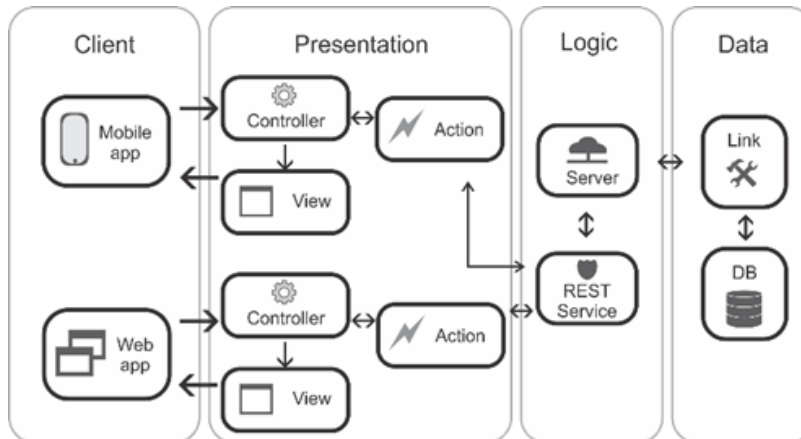 Client
Presentation
Logic
Data
Mobile
app
Controller
Action
View
Server
Link
REST
Service
DB
Web
app
Controller
Action
View